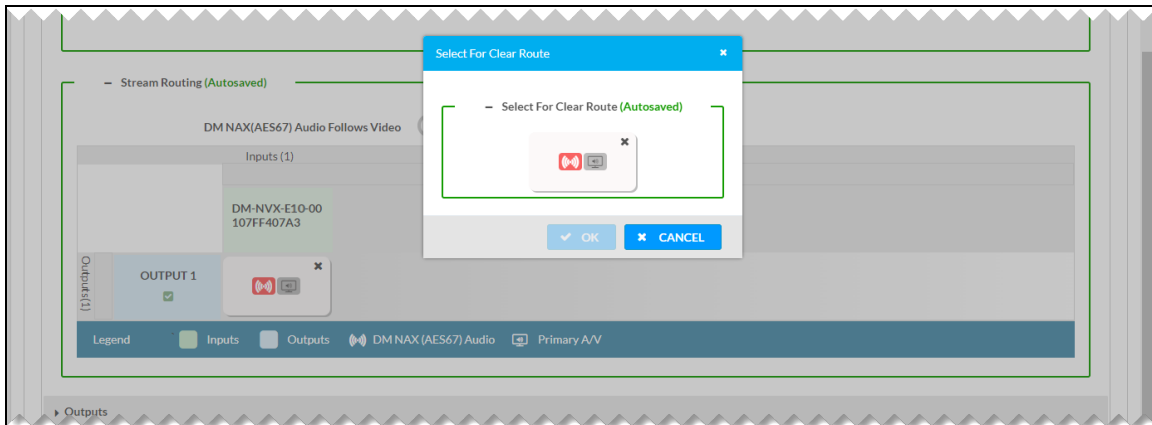 Select For Clear Route
Select For Clear Route (Autosaved)
OK
CANCEL
Stream Routing (Autosaved)
DM NAX(AES67) Audio Follows Video
Inputs (1)
DM-NVX-E10-00
107FF407A3
Outputs(1)
OUTPUT 1
Legend
Inputs
Outputs
DM NAX (AES67) Audio
Primary A/V
Outputs